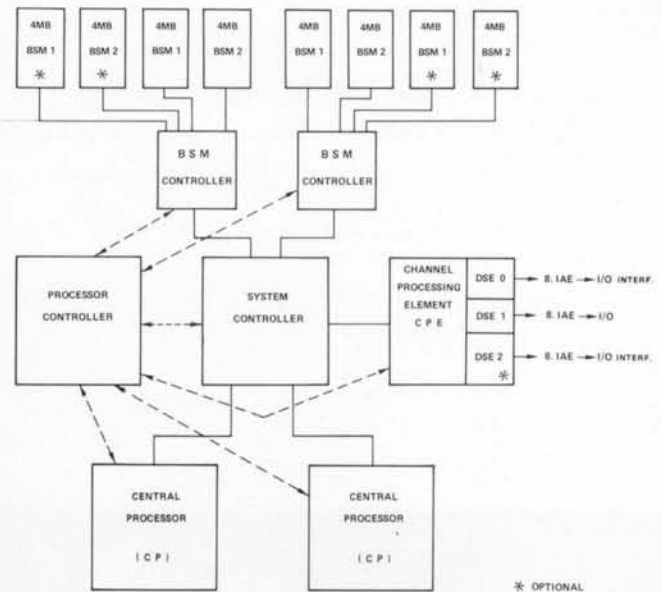 4MB
BSM 1
*
4MB
BSM 2
*
4MB
BSM 1
4MB
BSM 2
4MB
BSM 1
4MB
BSM 2
4MB
BSM 1
*
4MB
BSM 2
*
B S M
CONTROLLER
B S M
CONTROLLER
PROCESSOR
CONTROLLER
SYSTEM
CONTROLLER
CHANNEL
PROCESSING
ELEMENT
C P E
DSE 0
8. IAE
I/O INTERF.
DSE 1
8. IAE
I/O
DSE 2
*
8. IAE
I/O INTERF.
CENTRAL
PROCESSOR
( C P )
CENTRAL
PROCESSOR
( C P )
* OPTIONAL